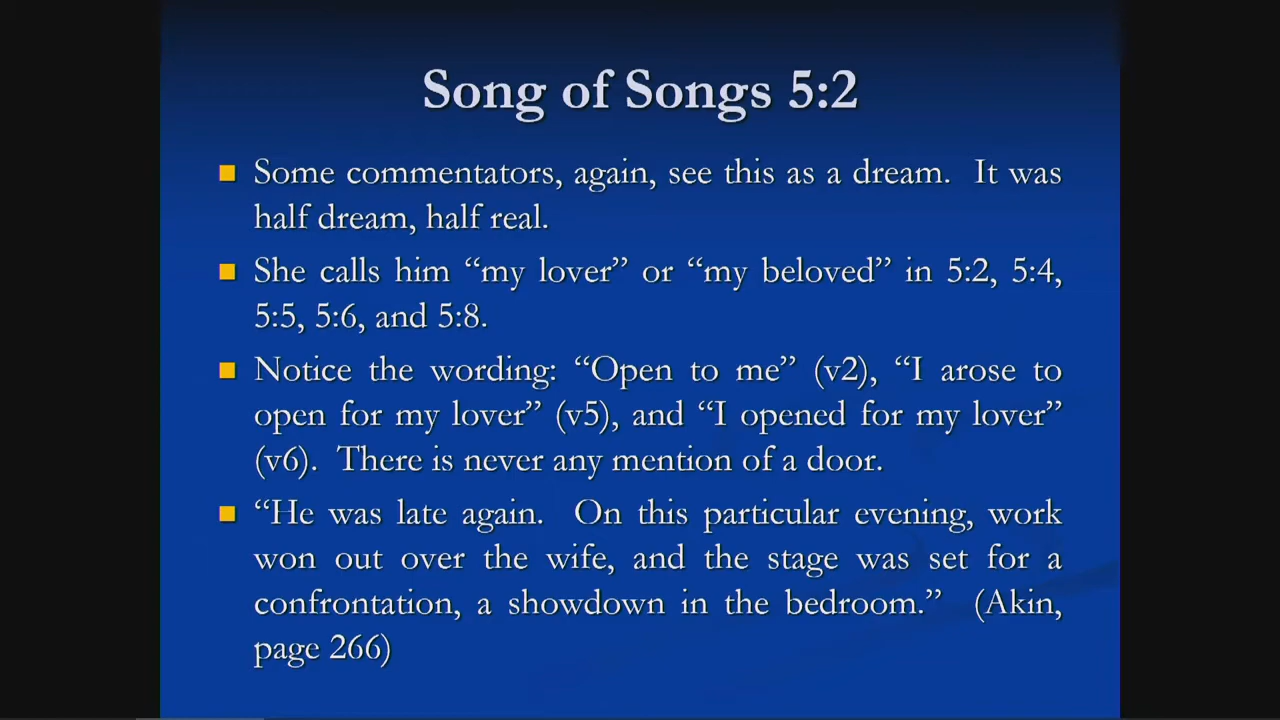 Song of Songs 5:2
Some commentators, again, see this as a dream. It was
half dream, half real.
She calls him “my lover” or “my beloved” in 5:2, 5:4,
5:5, 5:6, and 5:8.
Notice the wording: “Open to me” (v2), “I arose to
open for my lover” (v5), and “I opened for my lover”
(v6). There is never any mention of a door.
“He was late again. On this particular evening, work
won out over the wife, and the stage was set for a
confrontation, a showdown in the bedroom.” (Akin,
page 266)